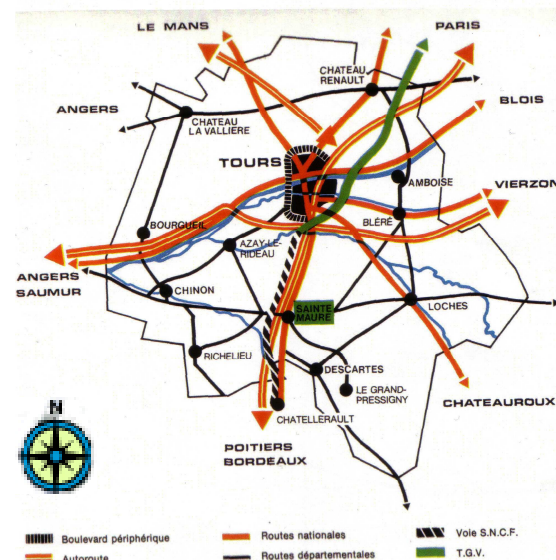 LE MANS
PARIS
CHATEAU
RENAULT
ANGERS
BLOIS
CHATEAU
LA VALLIERE
TOURS
AMBOISE
VIERZON
BOURGUEIL
BLÉRÉ
AZAY-LE-
RIDEAU
ANGERS
SAUMUR
CHINON
SAINTE
MAURE
LOCHES
RICHELIEU
DESCARTES
LE GRAND-
PRESSIGNY
CHATEAUROUX
N
CHATELLERAULT
POITIERS
BORDEAUX
Boulevard périphérique
Routes nationales
Voie S.N.C.F.
Autoroute
Routes départementales
T.G.V.